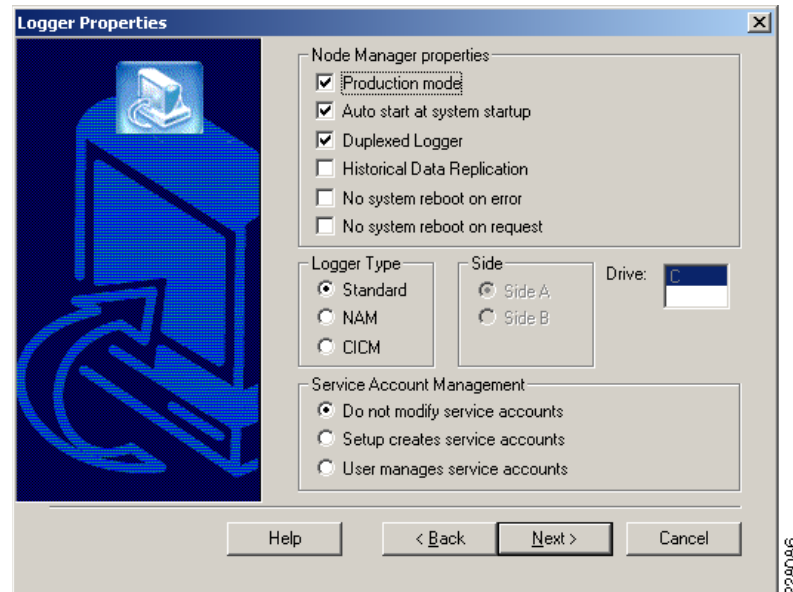 Logger Properties
Node Manager properties
Production mode
Auto start at system startup
Duplexed Logger
Historical Data Replication
No system reboot on error
No system reboot on request
Logger Type
Standard
NAM
CICM
Side
Side A
Side B
Drive:
C
Service Account Management
Do not modify service accounts
Setup creates service accounts
User manages service accounts
Help
< Back
Next >
Cancel